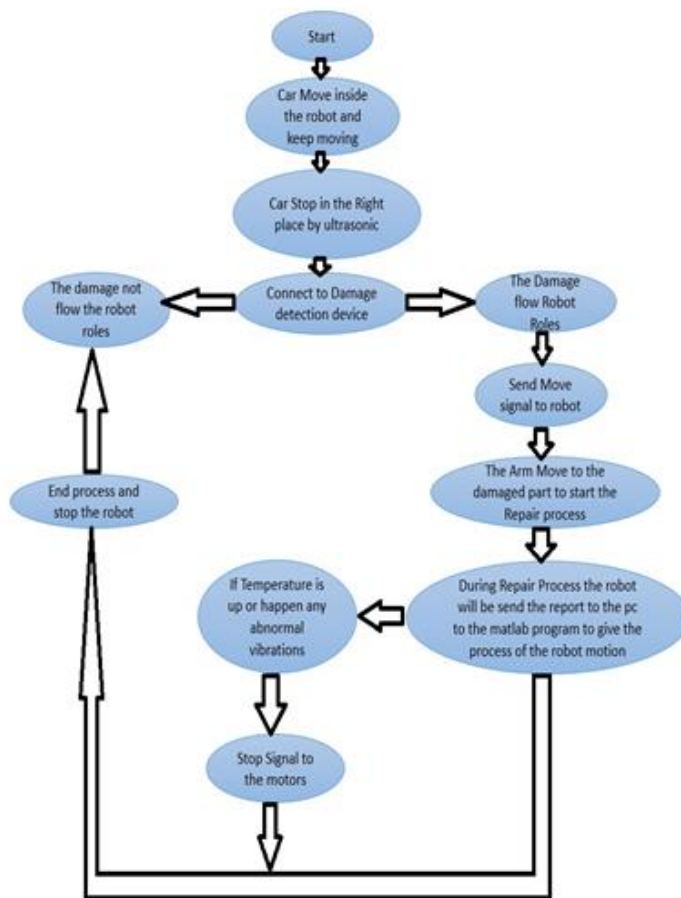 Start
Car Move inside
the robot and
keep moving
Car Stop in the Right
place by ultrasonic
Connect to Damage
detection device
The damage not
flow the robot
roles
The Damage
flow Robot
Roles
Send Move
signal to robot
The Arm Move to the
damaged part to start the
Repair process
During Repair Process the robot
will be send the report to the pc
to the matlab program to give the
process of the robot motion
If Temperature is
up or happen any
abnormal
vibrations
Stop Signal to
the motors
End process and
stop the robot